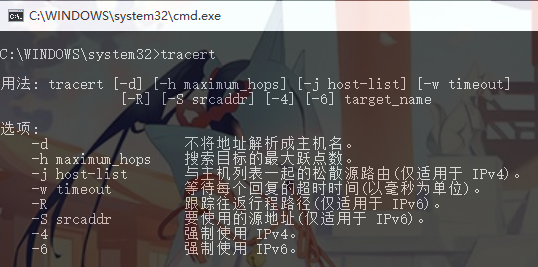 C:\WINDOWS\system32\cmd.exe
C:\WINDOWS\system32>tracert
用法: tracert [-d] [-h maximum_hops] [-j host-list] [-w timeout]
[-R] [-S srcaddr] [-4] [-6] target_name
选项:
-d 不将地址解析成主机名。
-h maximum_hops 搜索目标的最大跃点数。
-j host-list 与主机列表一起的松散源路由(仅适用于 IPv4)。
-w timeout 等待每个回复的超时时间(以毫秒为单位)。
-R 跟踪往返行程路径(仅适用于 IPv6)。
-S srcaddr 要使用的源地址(仅适用于 IPv6)。
-4 强制使用 IPv4。
-6 强制使用 IPv6。